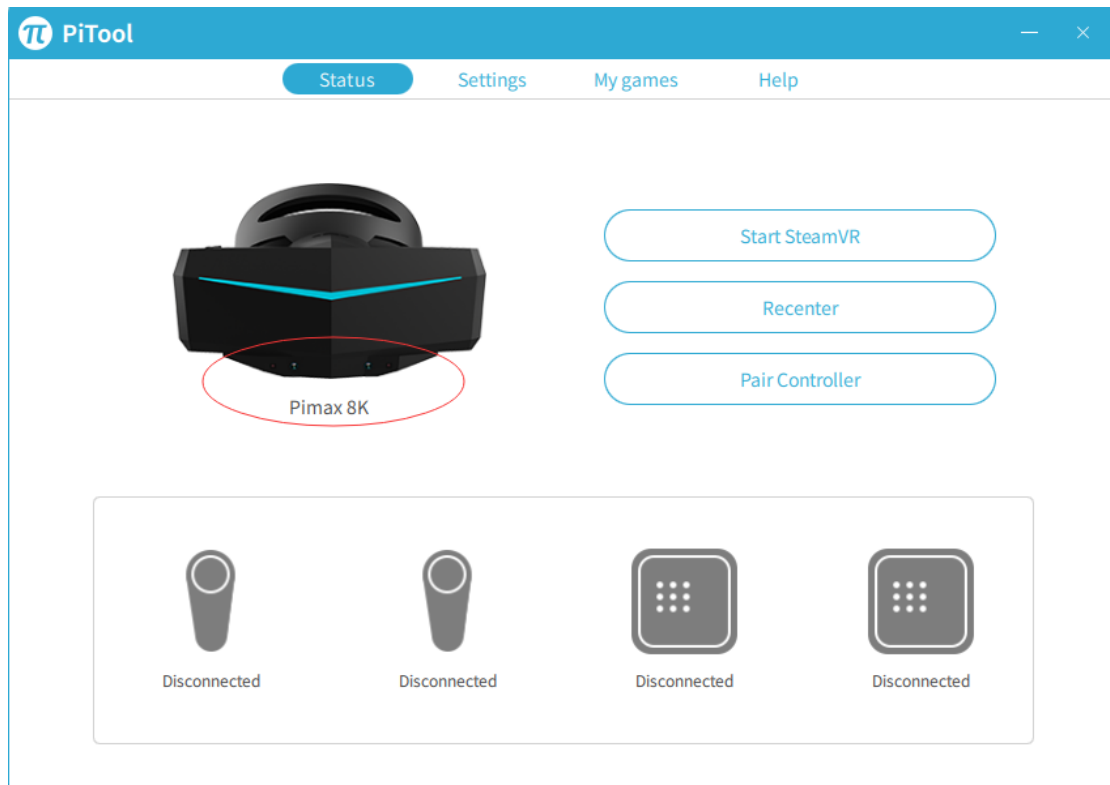 π PiTool
Status Settings My games Help
Start SteamVR
Recenter
Pair Controller
Pimax 8K
Disconnected Disconnected Disconnected Disconnected